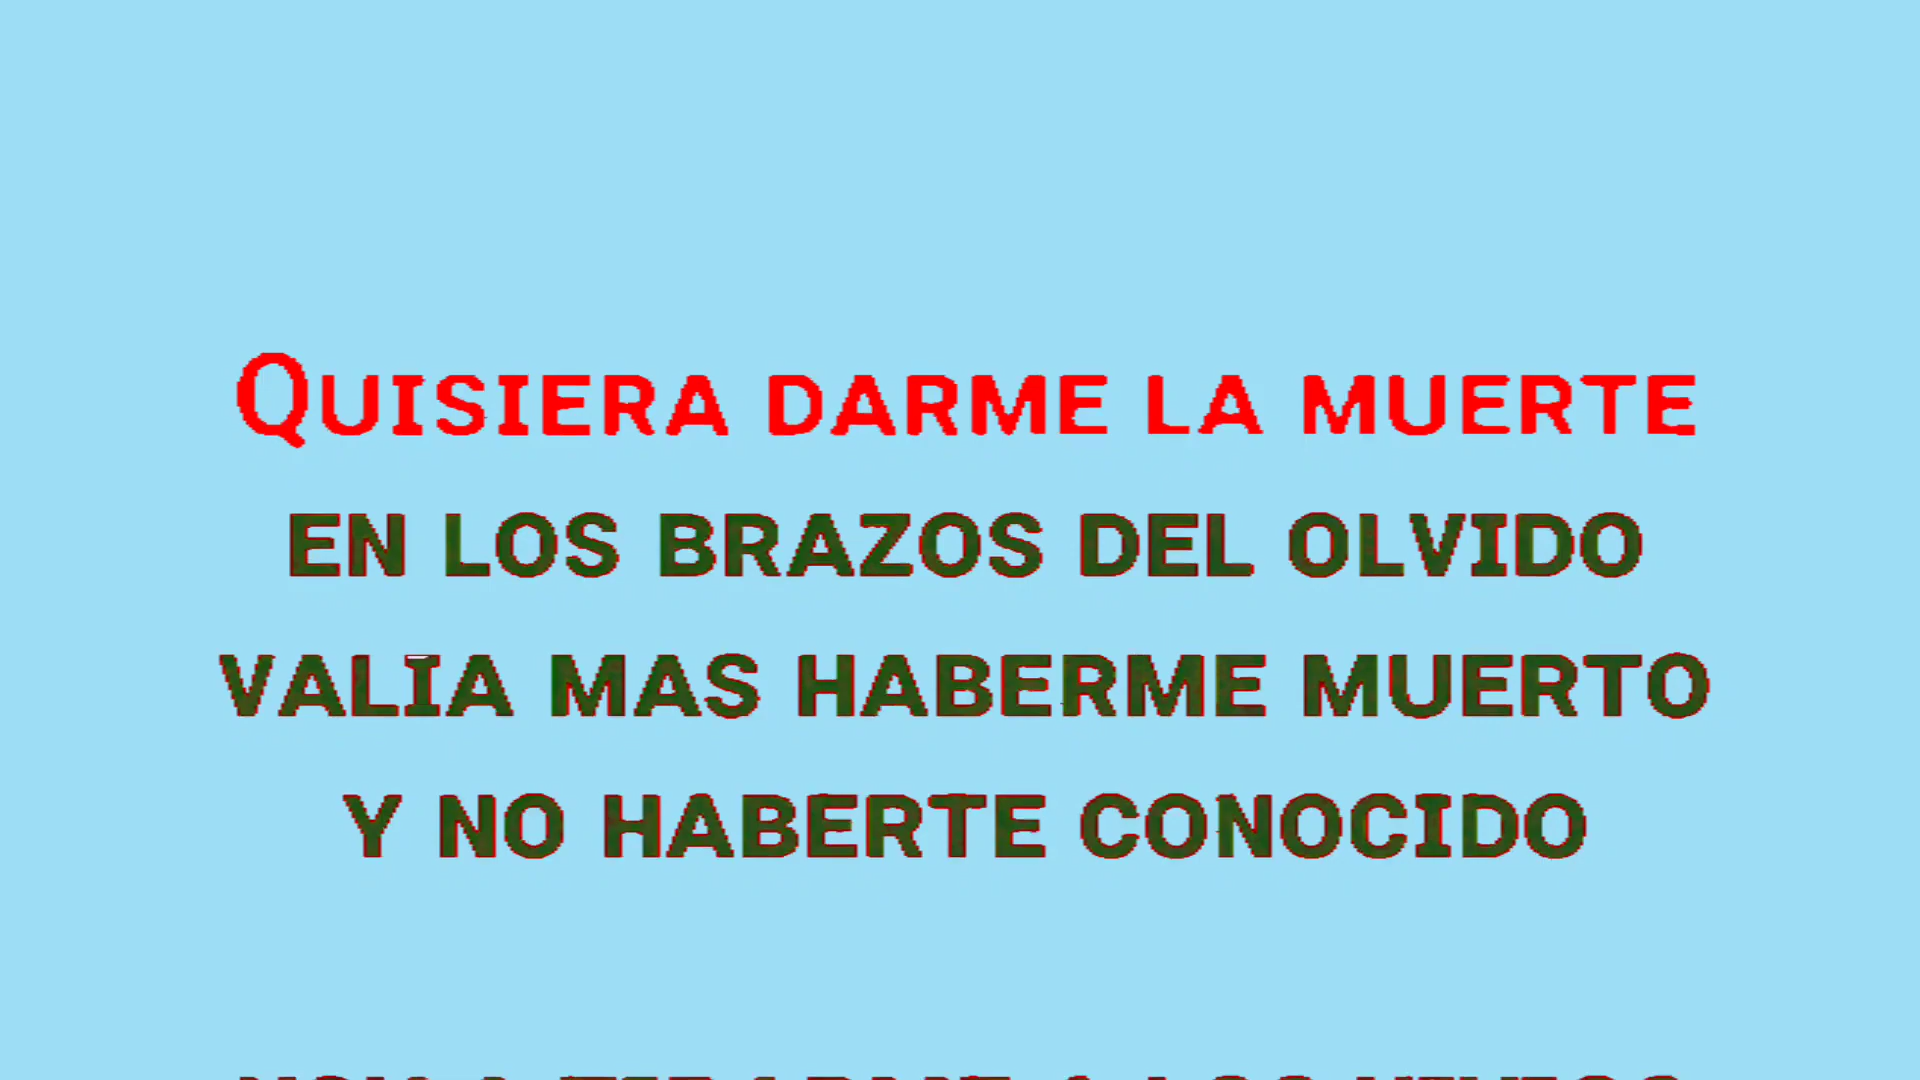 Quisiera darme la muerte
en los brazos del olvido
valia mas haberme muerto
y no haberte conocido